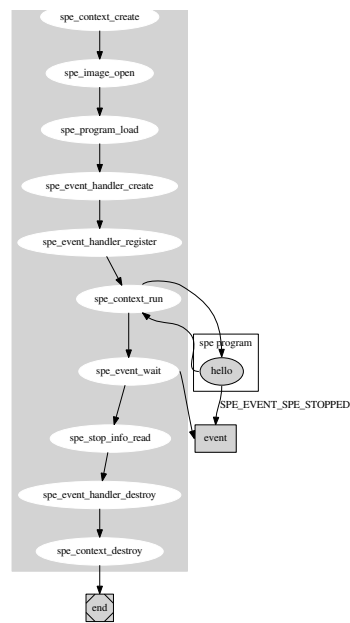 spe_context_create
spe_image_open
spe_program_load
spe_event_handler_create
spe_event_handler_register
spe_context_run
spe program
hello
spe_event_wait
SPE_EVENT_SPE_STOPPED
spe_stop_info_read
event
spe_event_handler_destroy
spe_context_destroy
end